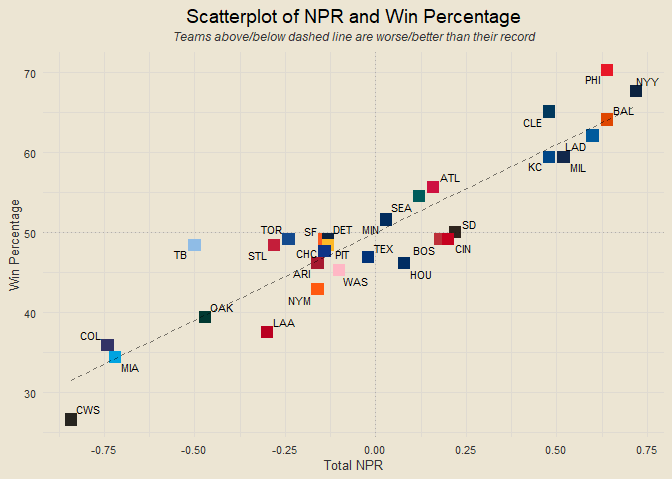 Scatterplot of NPR and Win Percentage
Teams above/below dashed line are worse/better than their record
70
60
50
40
30
Win Percentage
PHI
NYY
CLE
BAL
LAD
KC
MIL
ATL
SEA
SD
TOR
SF
DET
MIN
TB
STL
CHC
PIT
TEX
BOS
CIN
ARI
WAS
HOU
NYM
OAK
LAA
COL
MIA
CWS
-0.75
-0.50
-0.25
0.00
0.25
0.50
0.75
Total NPR